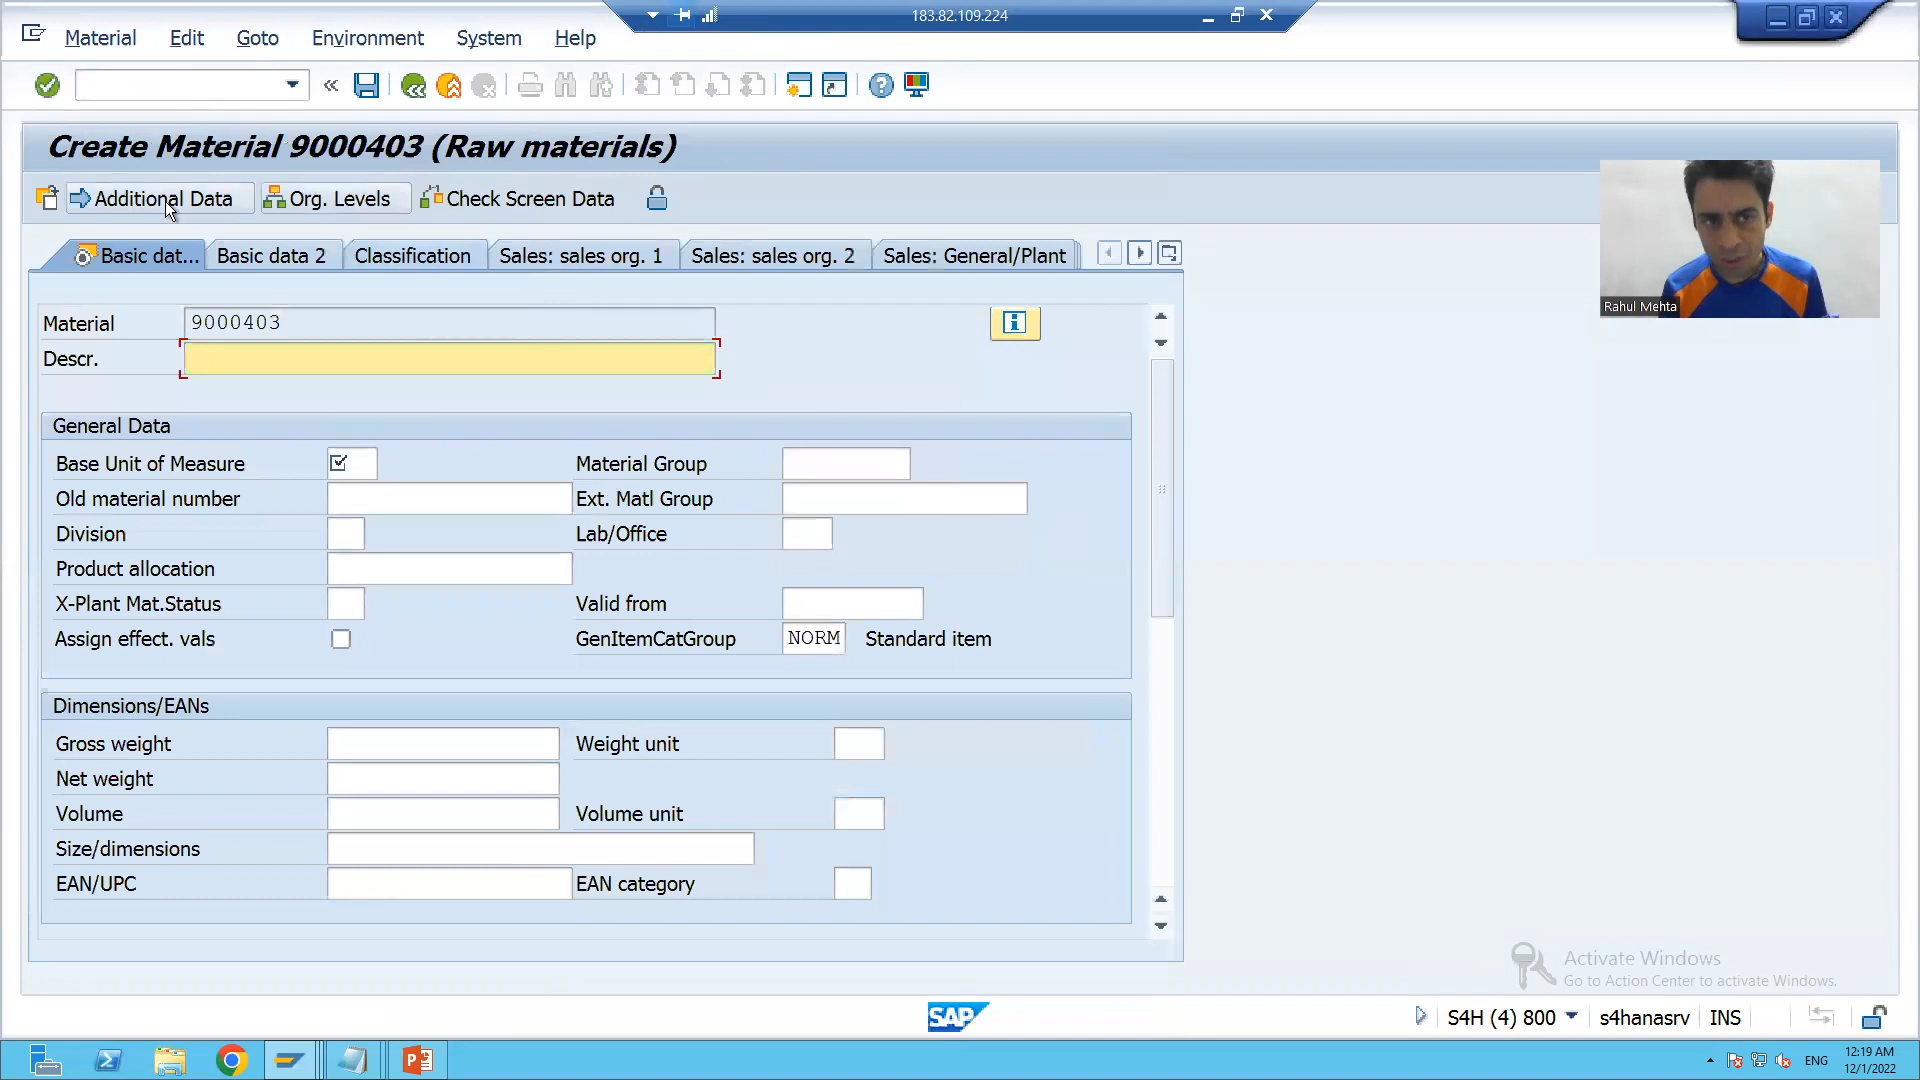 183.82.109.224
Material Edit Goto Environment System Help
Create Material 9000403 (Raw materials)
Additional Data Org. Levels Check Screen Data
Basic dat... Basic data 2 Classification Sales: sales org. 1 Sales: sales org. 2 Sales: General/Plant
Material 9000403
Descr.
Rahul Mehta
General Data
Base Unit of Measure Material Group
Old material number Ext. Matl Group
Division Lab/Office
Product allocation
X-Plant Mat.Status Valid from
Assign effect. vals GenItemCatGroup NORM Standard item
Dimensions/EANs
Gross weight Weight unit
Net weight
Volume Volume unit
Size/dimensions
EAN/UPC EAN category
Activate Windows
Go to Action Center to activate Windows.
SAP S4H (4) 800 s4hanasrv INS
ENG 12:19 AM
12/1/2022